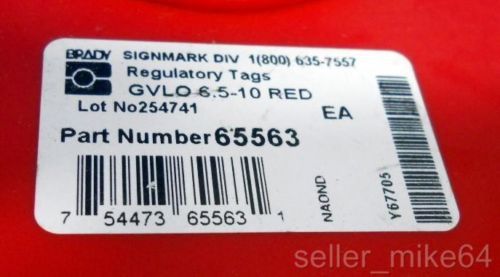 BRADY SIGNMARK DIV 1(800) 635-7557
Regulatory Tags
GVLO 6.5-10 RED
Lot No254741
EA
Part Number65563
7 54473 65563 1
NAOND
Y67705
seller_mike64